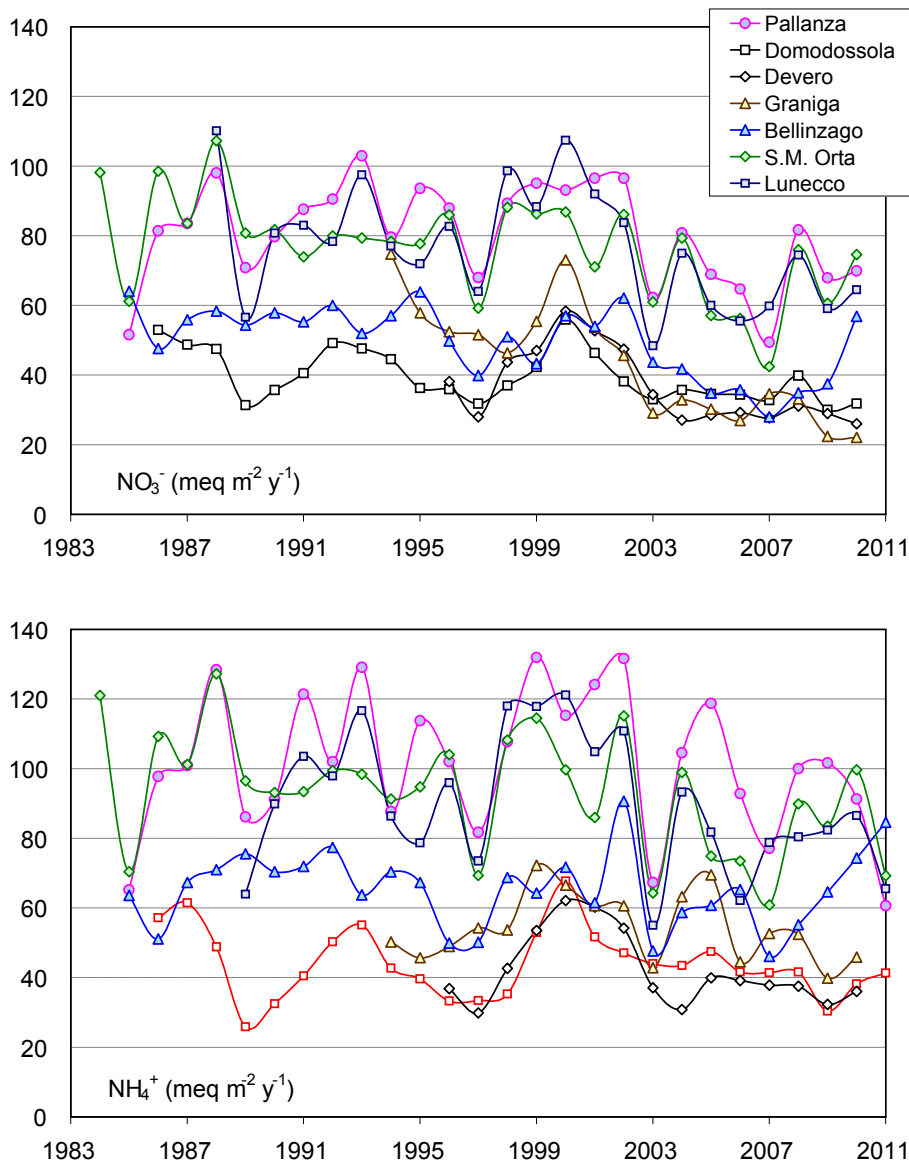 140
120
100
80
60
40
20
0
Pallanza
Domodossola
Devero
Graniga
Bellinzago
S.M. Orta
Lunecco
NO₃⁻ (meq m⁻² y⁻¹)
1983 1987 1991 1995 1999 2003 2007 2011
140
120
100
80
60
40
20
0
NH₄⁺ (meq m⁻² y⁻¹)
1983 1987 1991 1995 1999 2003 2007 2011